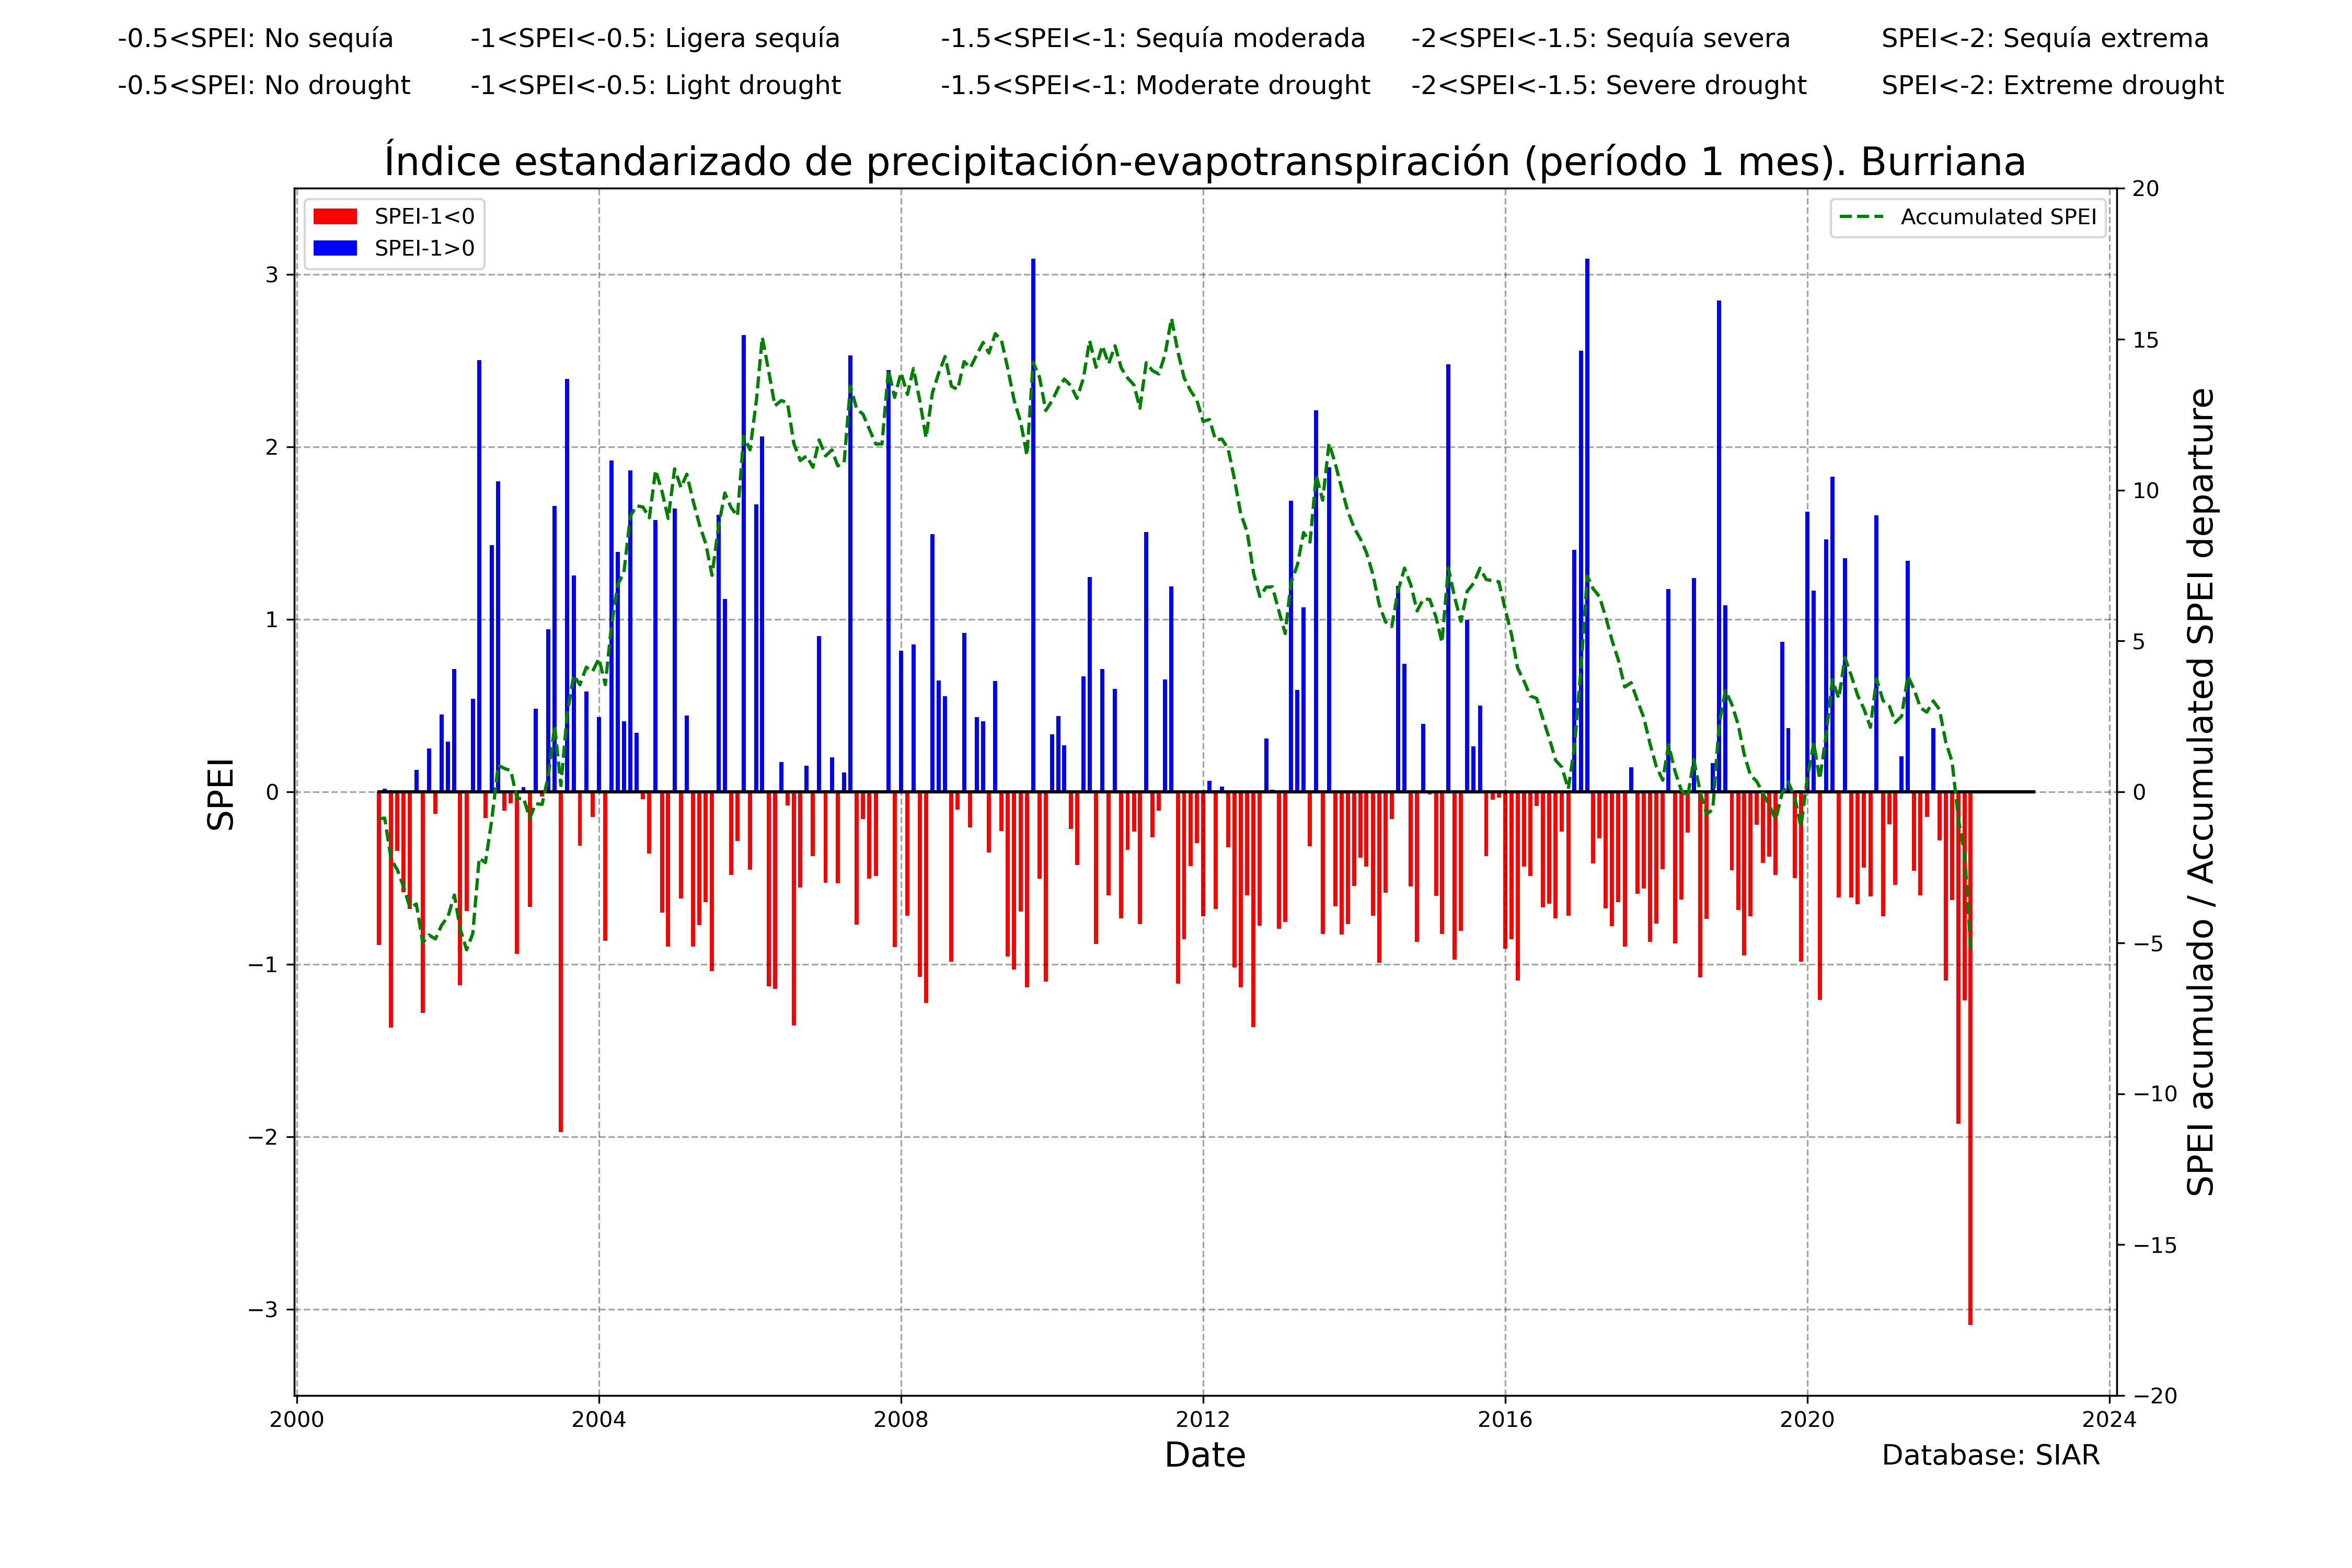 -0.5<SPEI: No sequía -1<SPEI<-0.5: Ligera sequía -1.5<SPEI<-1: Sequía moderada -2<SPEI<-1.5: Sequía severa SPEI<-2: Sequía extrema
-0.5<SPEI: No drought -1<SPEI<-0.5: Light drought -1.5<SPEI<-1: Moderate drought -2<SPEI<-1.5: Severe drought SPEI<-2: Extreme drought
Índice estandarizado de precipitación-evapotranspiración (período 1 mes). Burriana
SPEI-1<0
SPEI-1>0
Accumulated SPEI
SPEI
3
2
1
0
−1
−2
−3
20
15
10
5
0
−5
−10
−15
−20
SPEI acumulado / Accumulated SPEI departure
2000 2004 2008 2012 2016 2020 2024
Date
Database: SIAR